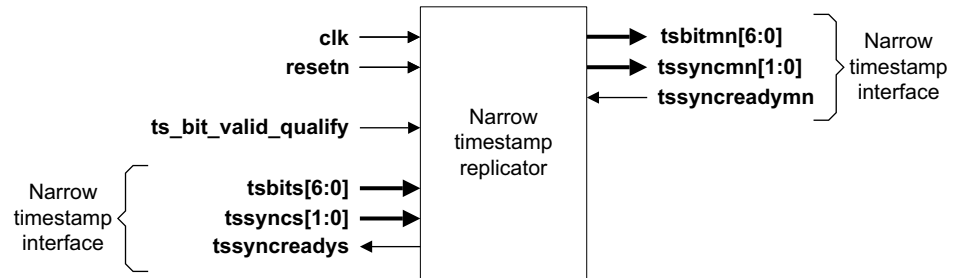 clk
resetn
ts_bit_valid_qualify
Narrow
timestamp
interface
tsbits[6:0]
tssyncs[1:0]
tssyncreadys
Narrow
timestamp
replicator
tsbitmn[6:0]
tssyncmn[1:0]
tssyncreadymn
Narrow
timestamp
interface